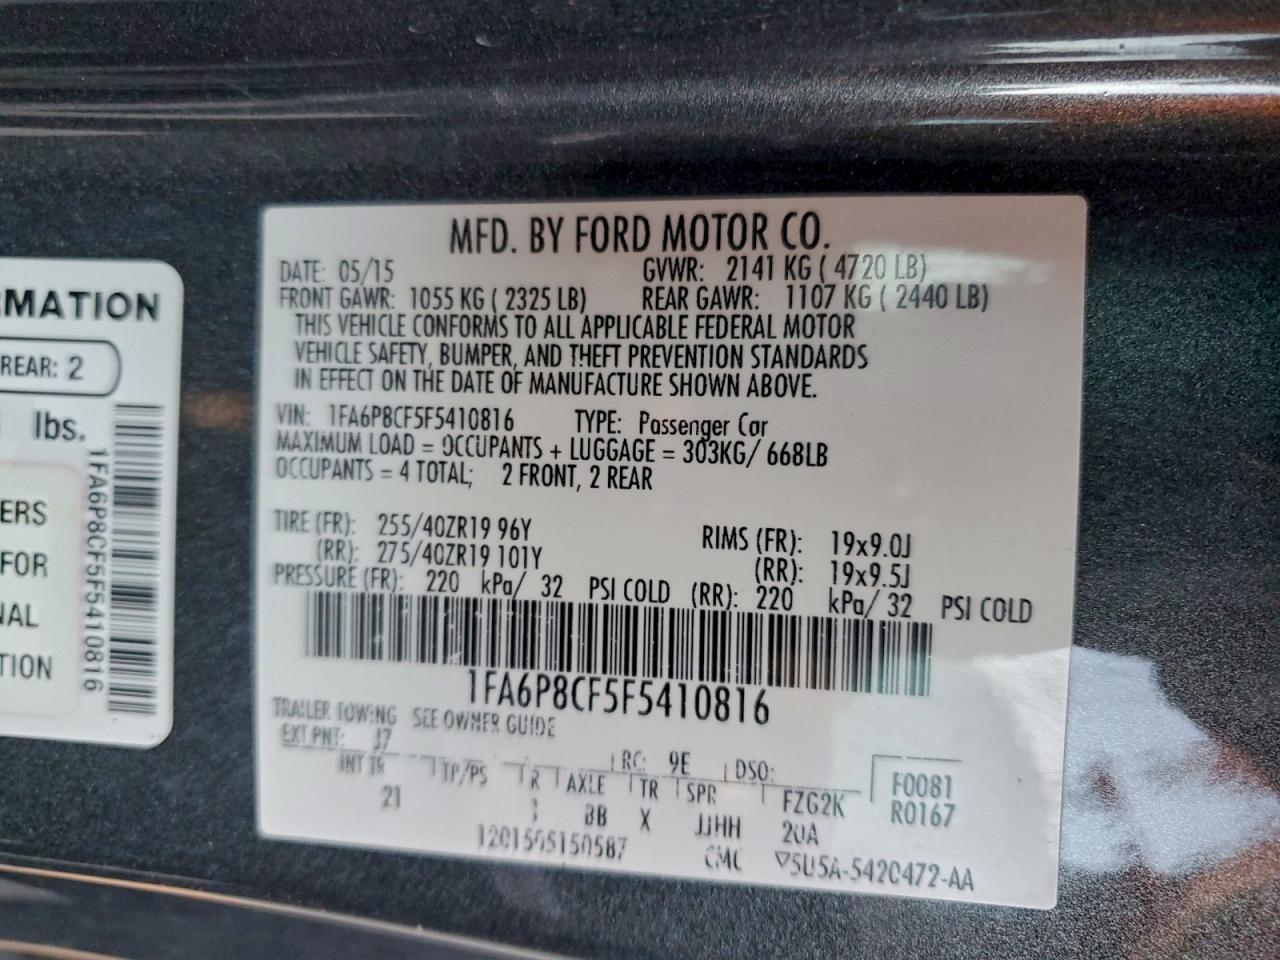 RMATION
REAR: 2
lbs.
1FA6P8CF5F5410816
ERS
FOR
NAL
TION
MFD. BY FORD MOTOR CO.
DATE: 05/15 GVWR: 2141 KG ( 4720 LB)
FRONT GAWR: 1055 KG ( 2325 LB) REAR GAWR: 1107 KG ( 2440 LB)
THIS VEHICLE CONFORMS TO ALL APPLICABLE FEDERAL MOTOR
VEHICLE SAFETY, BUMPER, AND THEFT PREVENTION STANDARDS
IN EFFECT ON THE DATE OF MANUFACTURE SHOWN ABOVE.
VIN: 1FA6P8CF5F5410816 TYPE: Passenger Car
MAXIMUM LOAD = OCCUPANTS + LUGGAGE = 303KG/ 668LB
OCCUPANTS = 4 TOTAL; 2 FRONT, 2 REAR
TIRE (FR): 255/40ZR19 96Y RIMS (FR): 19x9.0J
(RR): 275/40ZR19 101Y (RR): 19x9.5J
PRESSURE (FR): 220 kPa/ 32 PSI COLD (RR): 220 kPa/ 32 PSI COLD
1FA6P8CF5F5410816
TRAILER TOWING SEE OWNER GUIDE
EXT PNT: J7 RC: 9E DSO: F0081
INT TR TP/PS R AXLE TR SPR FZG2K R0167
21 BB X JJHH 20A
1201505150587 CMC ▽5U5A-5420472-AA